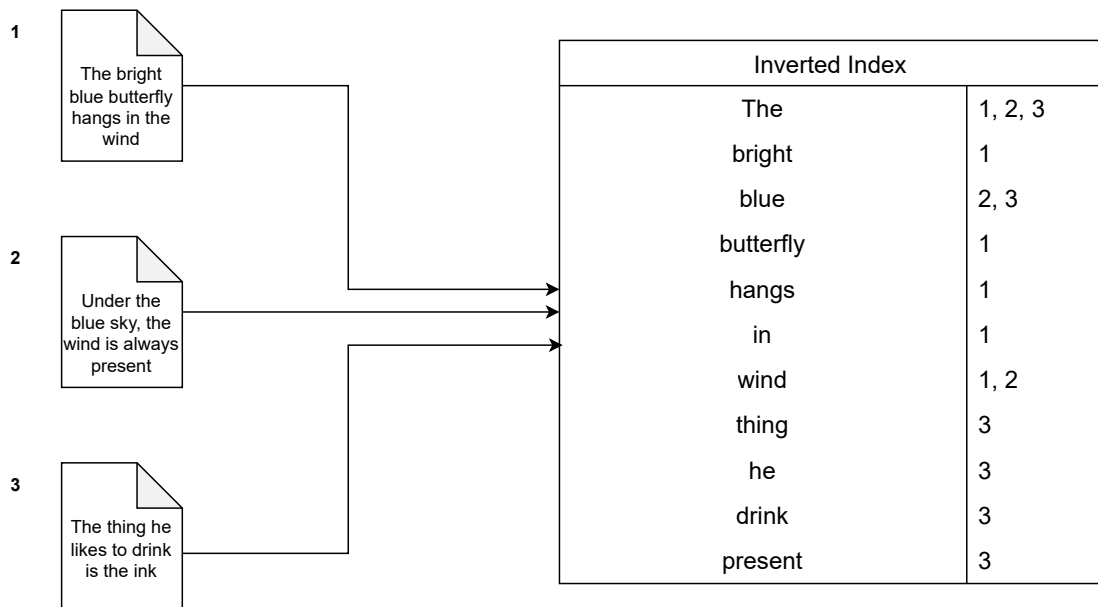 1
The bright
blue butterfly
hangs in the
wind
2
Under the
blue sky, the
wind is always
present
3
The thing he
likes to drink
is the ink
Inverted Index
The 1, 2, 3
bright 1
blue 2, 3
butterfly 1
hangs 1
in 1
wind 1, 2
thing 3
he 3
drink 3
present 3